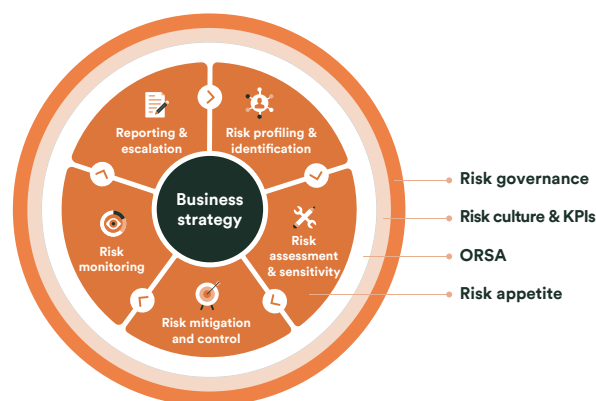 Reporting &
escalation
Risk profiling &
identification
Business
strategy
Risk
monitoring
Risk
assessment
& sensitivity
Risk mitigation
and control
Risk governance
Risk culture & KPIs
ORSA
Risk appetite